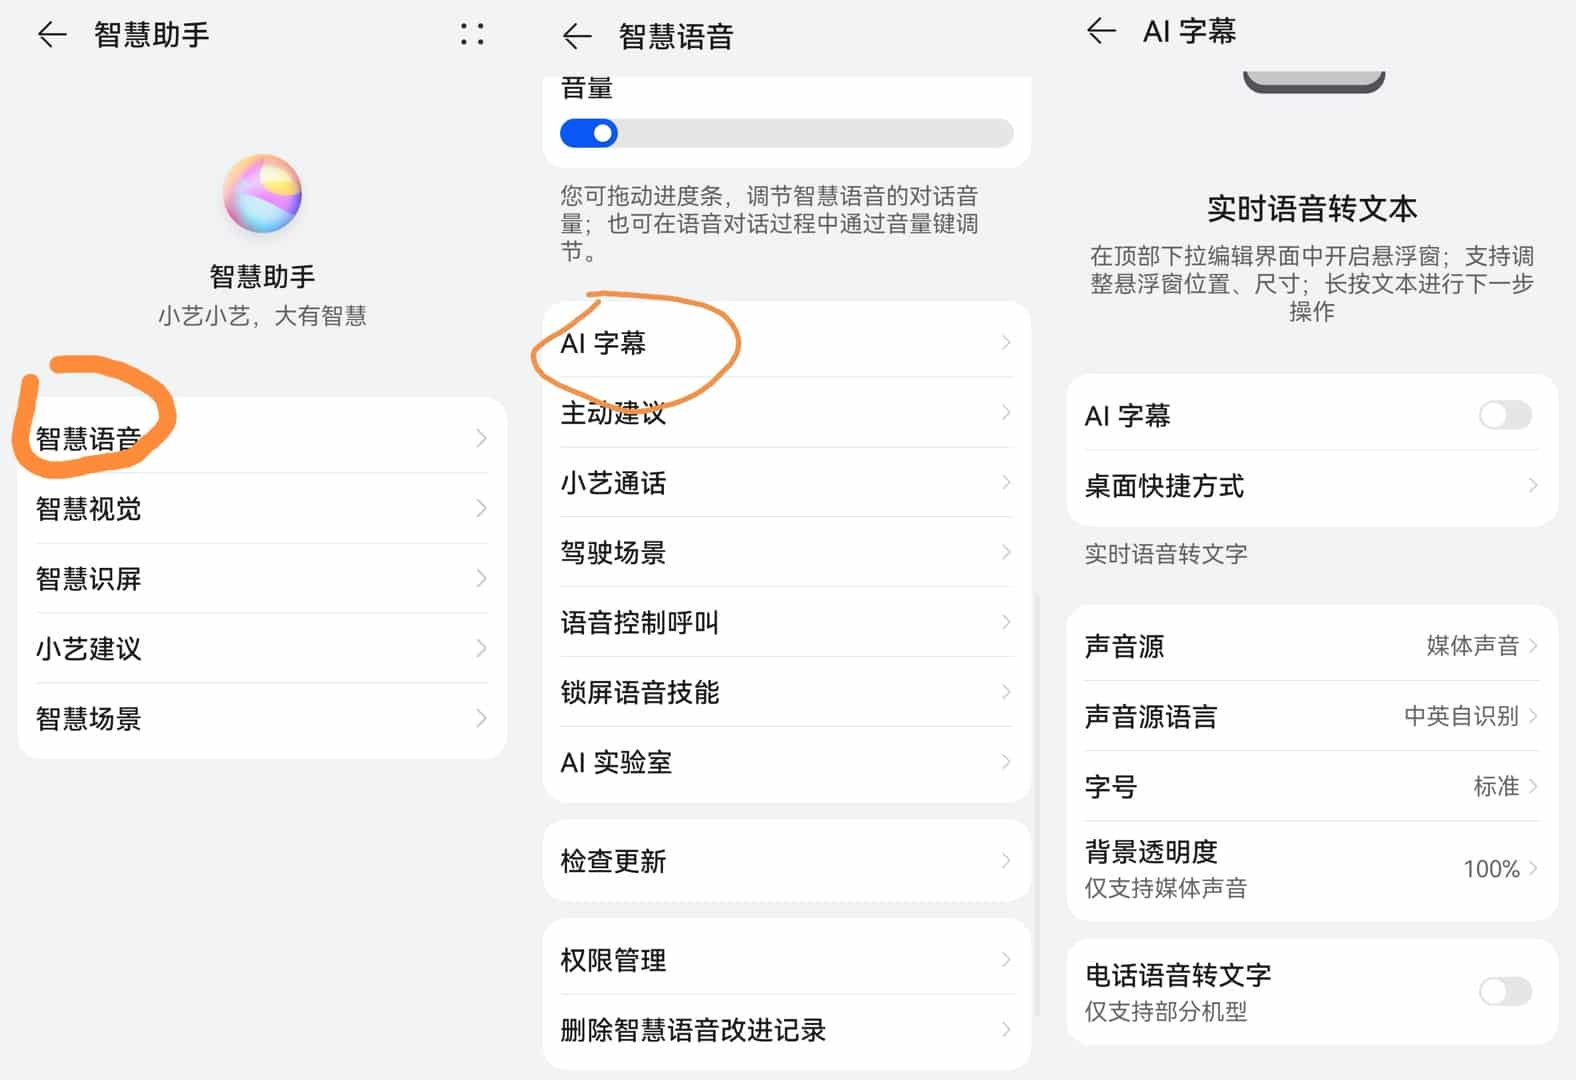 智慧助手
智慧助手
小艺小艺，大有智慧
智慧语音
智慧视觉
智慧识屏
小艺建议
智慧场景
智慧语音
音量
您可拖动进度条，调节智慧语音的对话音
量；也可在语音对话过程中通过音量键调
节。
AI 字幕
主动建议
小艺通话
驾驶场景
语音控制呼叫
锁屏语音技能
AI 实验室
检查更新
权限管理
删除智慧语音改进记录
AI 字幕
实时语音转文本
在顶部下拉编辑界面中开启悬浮窗；支持调
整悬浮窗位置、尺寸；长按文本进行下一步
操作
AI 字幕
桌面快捷方式
实时语音转文字
声音源 媒体声音
声音源语言 中英自识别
字号 标准
背景透明度 100%
仅支持媒体声音
电话语音转文字
仅支持部分机型